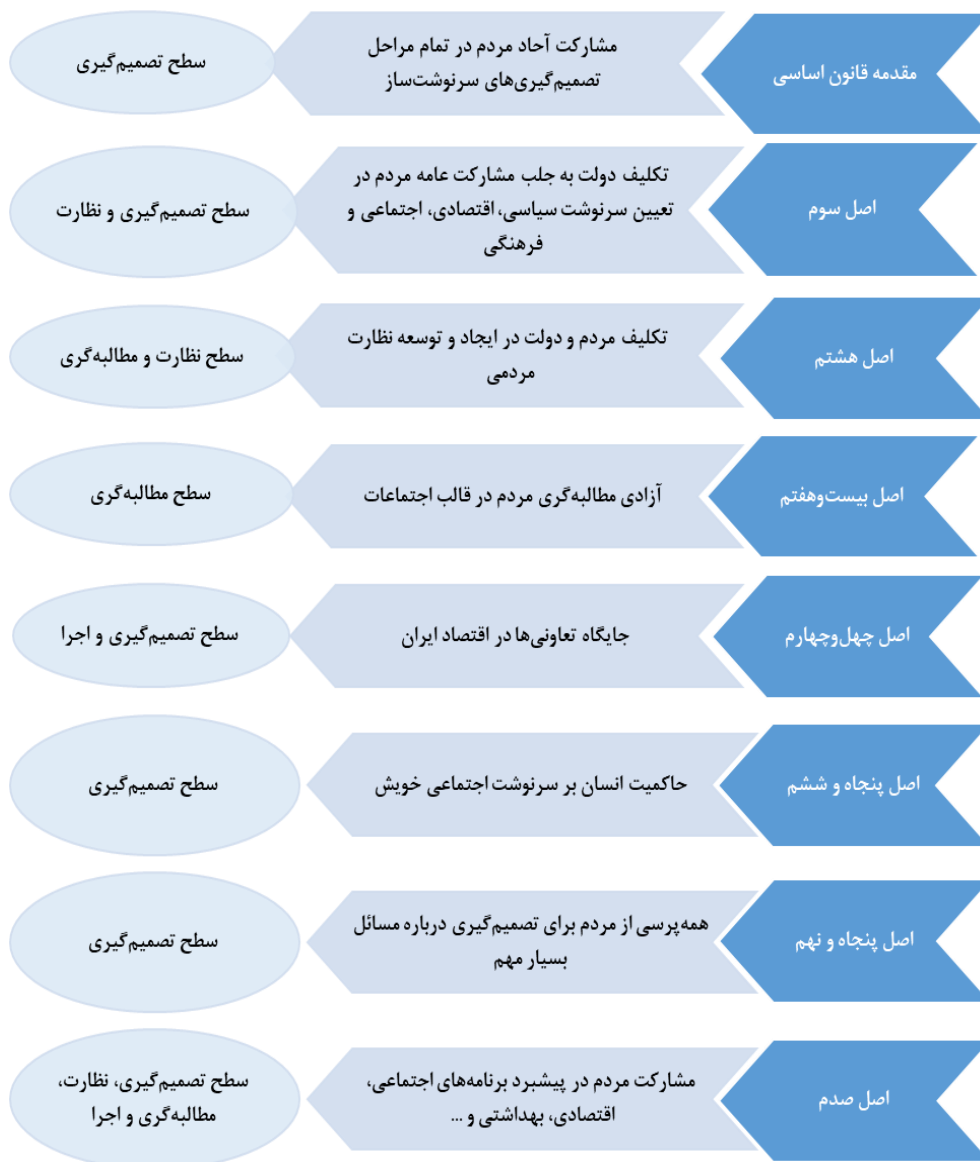 مقدمه قانون اساسی
مشارکت آحاد مردم در تمام مراحل
تصمیم‌گیری‌های سرنوشت‌ساز
سطح تصمیم‌گیری
اصل سوم
تکلیف دولت به جلب مشارکت عامه مردم در
تعیین سرنوشت سیاسی، اقتصادی، اجتماعی و
فرهنگی
سطح تصمیم‌گیری و نظارت
اصل هشتم
تکلیف مردم و دولت در ایجاد و توسعه نظارت
مردمی
سطح نظارت و مطالبه‌گری
اصل بیست‌وهفتم
آزادی مطالبه‌گری مردم در قالب اجتماعات
سطح مطالبه‌گری
اصل چهل‌وچهارم
جایگاه تعاونی‌ها در اقتصاد ایران
سطح تصمیم‌گیری و اجرا
اصل پنجاه و ششم
حاکمیت انسان بر سرنوشت اجتماعی خویش
سطح تصمیم‌گیری
اصل پنجاه و نهم
همه‌پرسی از مردم برای تصمیم‌گیری درباره مسائل
بسیار مهم
سطح تصمیم‌گیری
اصل صدم
مشارکت مردم در پیشبرد برنامه‌های اجتماعی،
اقتصادی، بهداشتی و ...
سطح تصمیم‌گیری، نظارت،
مطالبه‌گری و اجرا